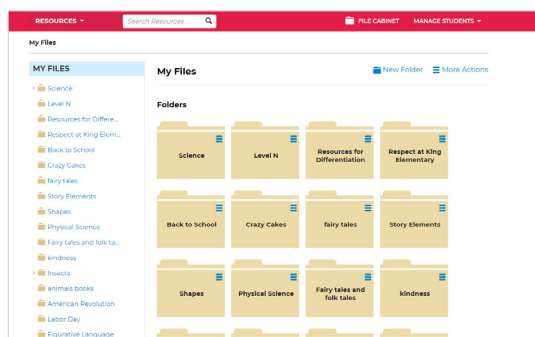 RESOURCES
Search Resources
FILE CABINET
MANAGE STUDENTS
My Files
MY FILES
Science
Level N
Resources for Differe...
Respect at King Elem...
Back to School
Crazy Cakes
fairy tales
Story Elements
Shapes
Physical Science
Fairy tales and folk ta...
kindness
Insects
animals books
American Revolution
Labor Day
Figurative Language
My Files
New Folder
More Actions
Folders
Science
Level N
Resources for
Differentiation
Respect at King
Elementary
Back to School
Crazy Cakes
fairy tales
Story Elements
Shapes
Physical Science
Fairy tales and
folk tales
kindness